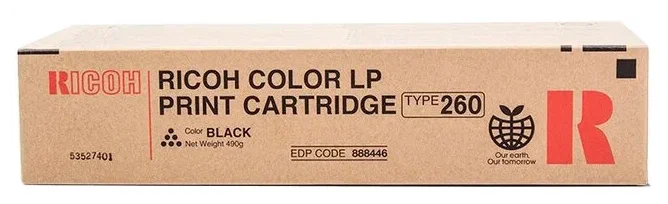 RICOH
RICOH COLOR LP
PRINT CARTRIDGE TYPE 260
Color BLACK
Net Weight 490g
53527401
EDP CODE 888446
Our earth,
Our tomorrow
R